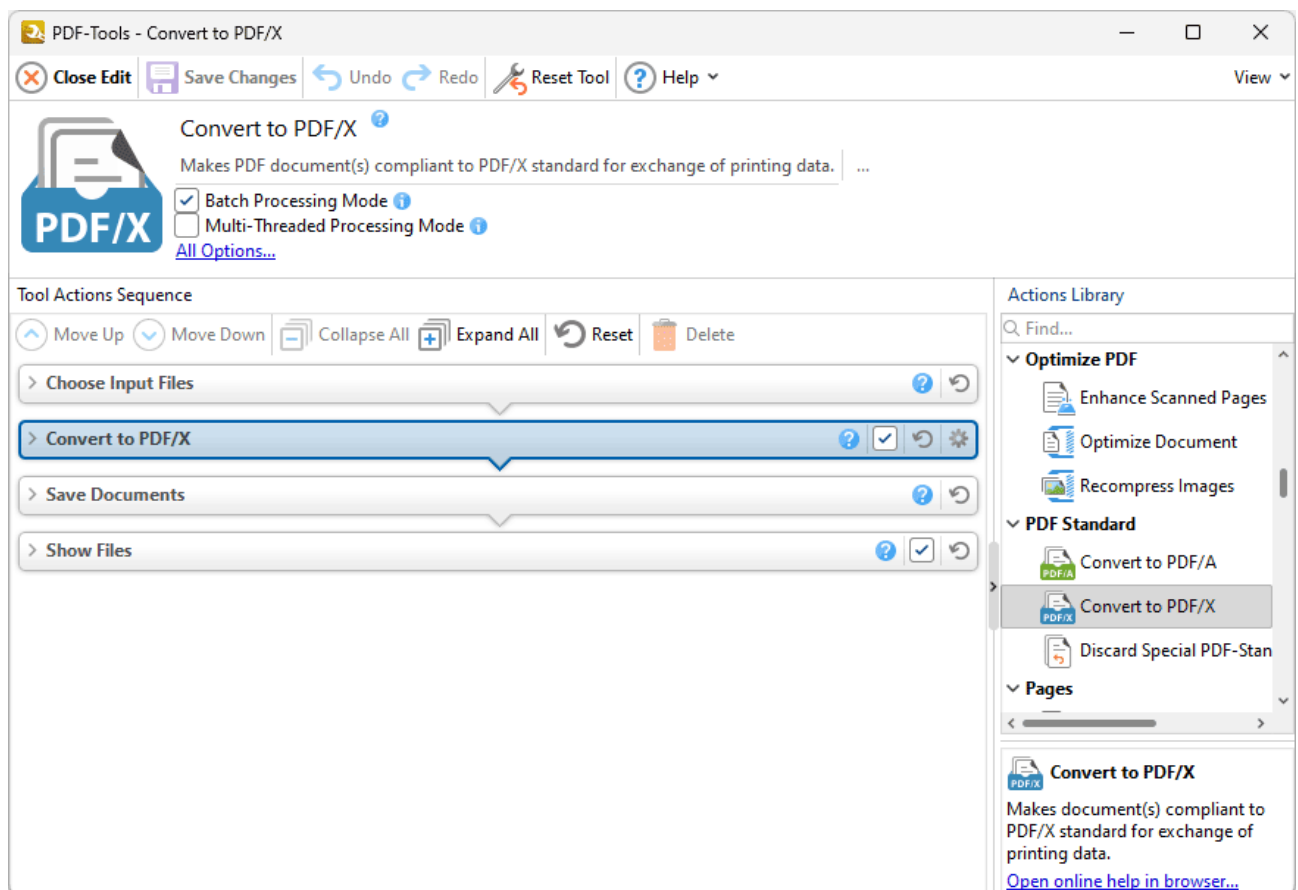 PDF-Tools - Convert to PDF/X
Close Edit Save Changes Undo Redo Reset Tool Help View
Convert to PDF/X
Makes PDF document(s) compliant to PDF/X standard for exchange of printing data. ...
PDF/X
Batch Processing Mode
Multi-Threaded Processing Mode
All Options...
Tool Actions Sequence
Move Up Move Down Collapse All Expand All Reset Delete
Choose Input Files
Convert to PDF/X
Save Documents
Show Files
Actions Library
Find...
Optimize PDF
Enhance Scanned Pages
Optimize Document
Recompress Images
PDF Standard
PDF/A Convert to PDF/A
PDF/X Convert to PDF/X
Discard Special PDF-Stan
Pages
PDF/X Convert to PDF/X
Makes document(s) compliant to
PDF/X standard for exchange of
printing data.
Open online help in browser...